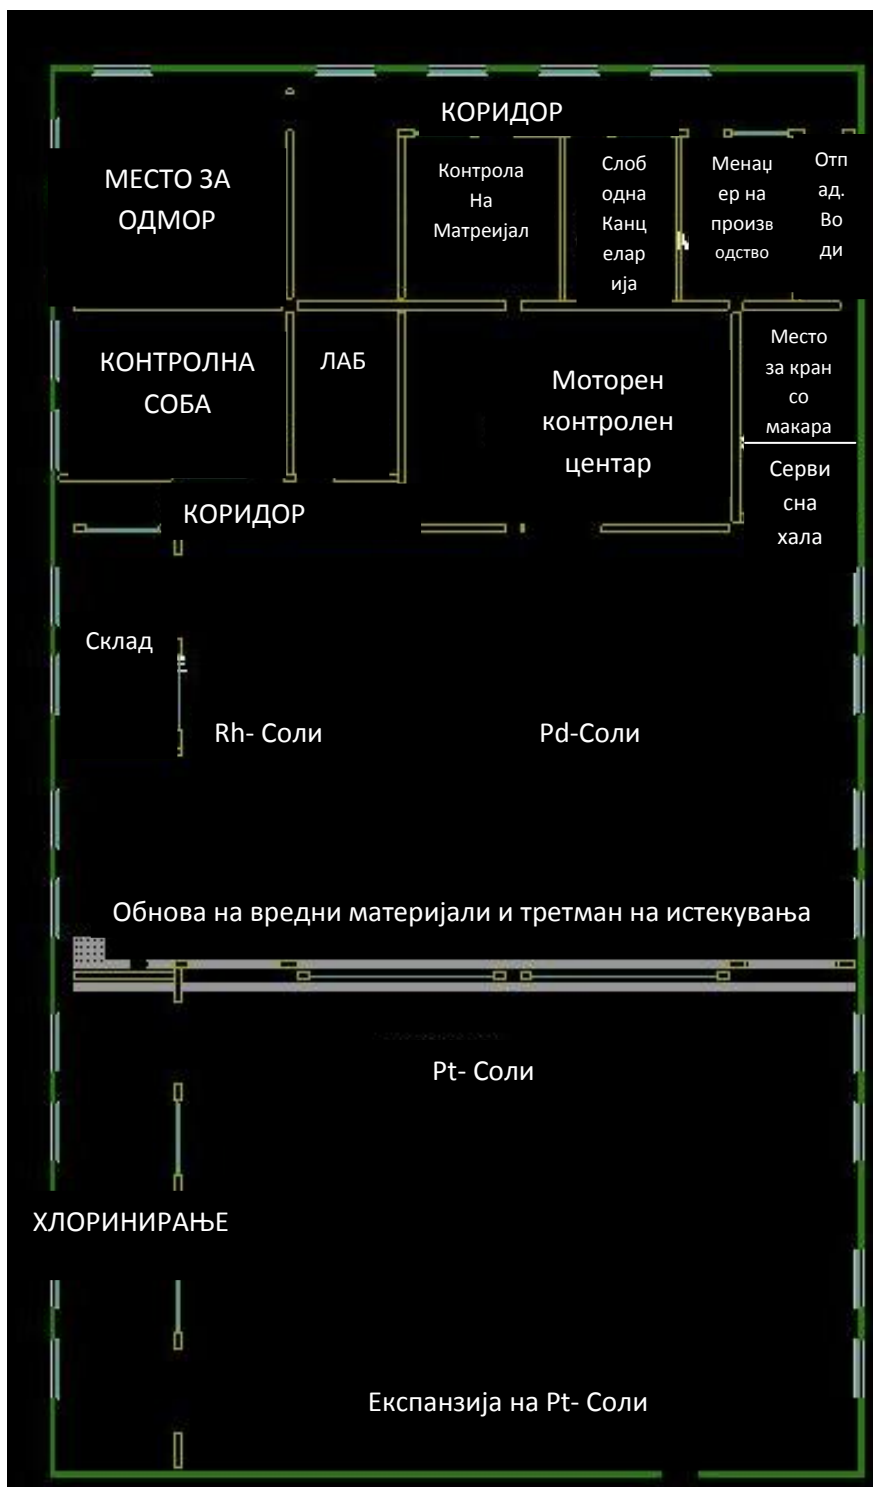 КОРИДОР
МЕСТО ЗА
ОДМОР
Контрола
На
Матреијал
Слоб
одна
Канц
елар
ија
Менаџ
ер на
произв
одство
Отп
ад.
Во
ди
КОНТРОЛНА
СОБА
ЛАБ
Моторен
контролен
центар
Место
за кран
со
макара
Серви
сна
хала
КОРИДОР
Склад
Rh- Соли
Pd-Соли
Обнова на вредни материјали и третман на истекувања
Pt- Соли
ХЛОРИНИРАЊЕ
Експанзија на Pt- Соли